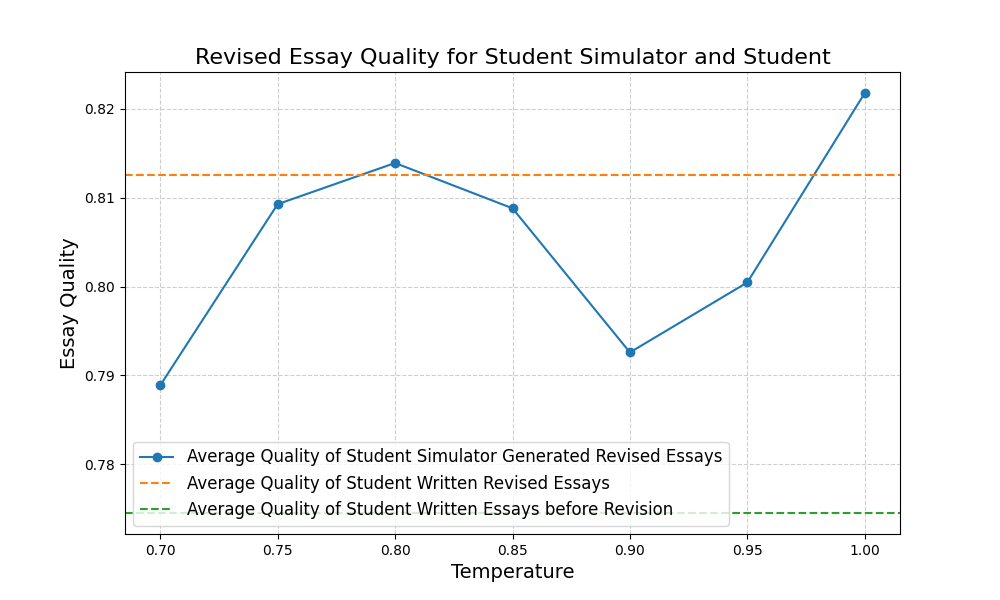 Revised Essay Quality for Student Simulator and Student
0.82
0.81
0.80
0.79
0.78
Essay Quality
Average Quality of Student Simulator Generated Revised Essays
Average Quality of Student Written Revised Essays
Average Quality of Student Written Essays before Revision
0.70 0.75 0.80 0.85 0.90 0.95 1.00
Temperature